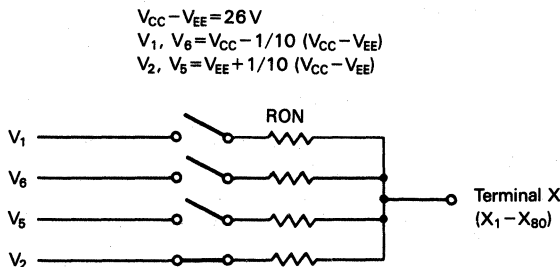 V_CC−V_EE=26V
V_1, V_6=V_CC−1/10 (V_CC−V_EE)
V_2, V_5=V_EE+1/10 (V_CC−V_EE)
RON
V_1
V_6
Terminal X
V_5
(X_1−X_80)
V_2